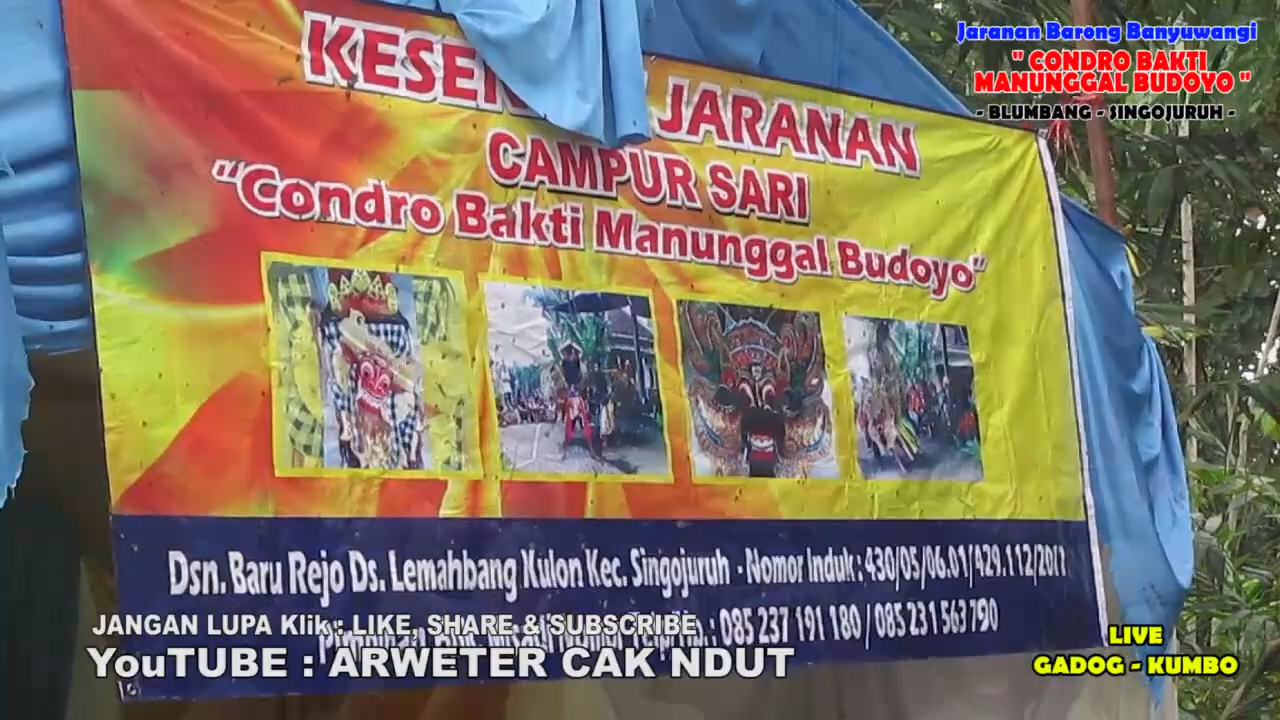 Jaranan Barong Banyuwangi
" CONDRO BAKTI
MANUNGGAL BUDOYO "
- BLUMBANG - SINGOJURUH -
JARANAN
CAMPUR SARI
"Condro Bakti Manunggal Budoyo"
Dsn. Baru Rejo Ds. Lemahbang Kulon Kec. Singojuruh - Nomor Induk : 430/05/06.01/429.112/2017
085 237 191 180 / 085 231 563 790
JANGAN LUPA Klik : LIKE, SHARE & SUBSCRIBE
YouTUBE : ARWETER CAK NDUT
LIVE
GADOG - KUMBO